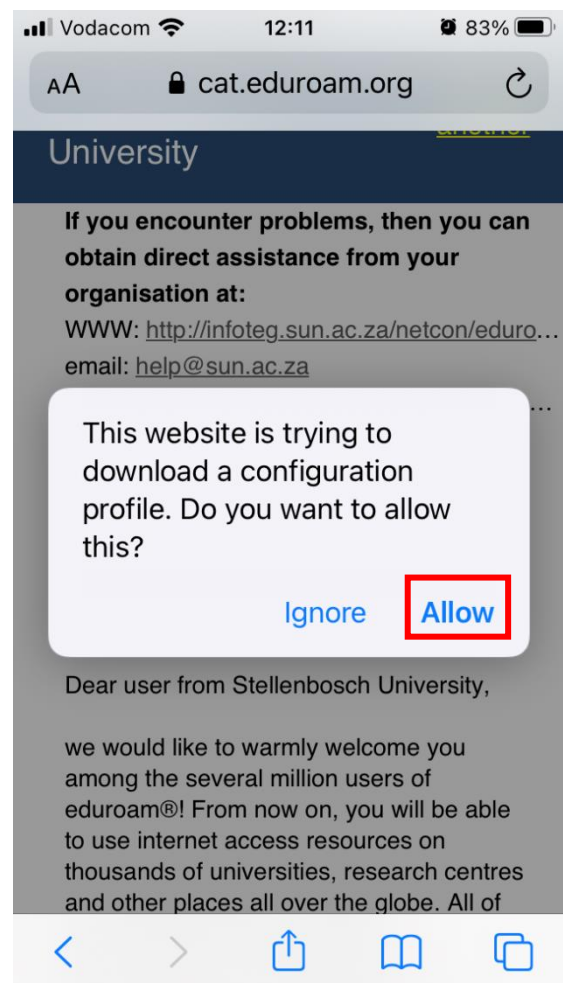 Vodacom 12:11 83%
AA cat.eduroam.org
another
University
If you encounter problems, then you can
obtain direct assistance from your
organisation at:
WWW: http://infoteg.sun.ac.za/netcon/eduro…
email: help@sun.ac.za
…
This website is trying to
download a configuration
profile. Do you want to allow
this?
Ignore Allow
Dear user from Stellenbosch University,
we would like to warmly welcome you
among the several million users of
eduroam®! From now on, you will be able
to use internet access resources on
thousands of universities, research centres
and other places all over the globe. All of